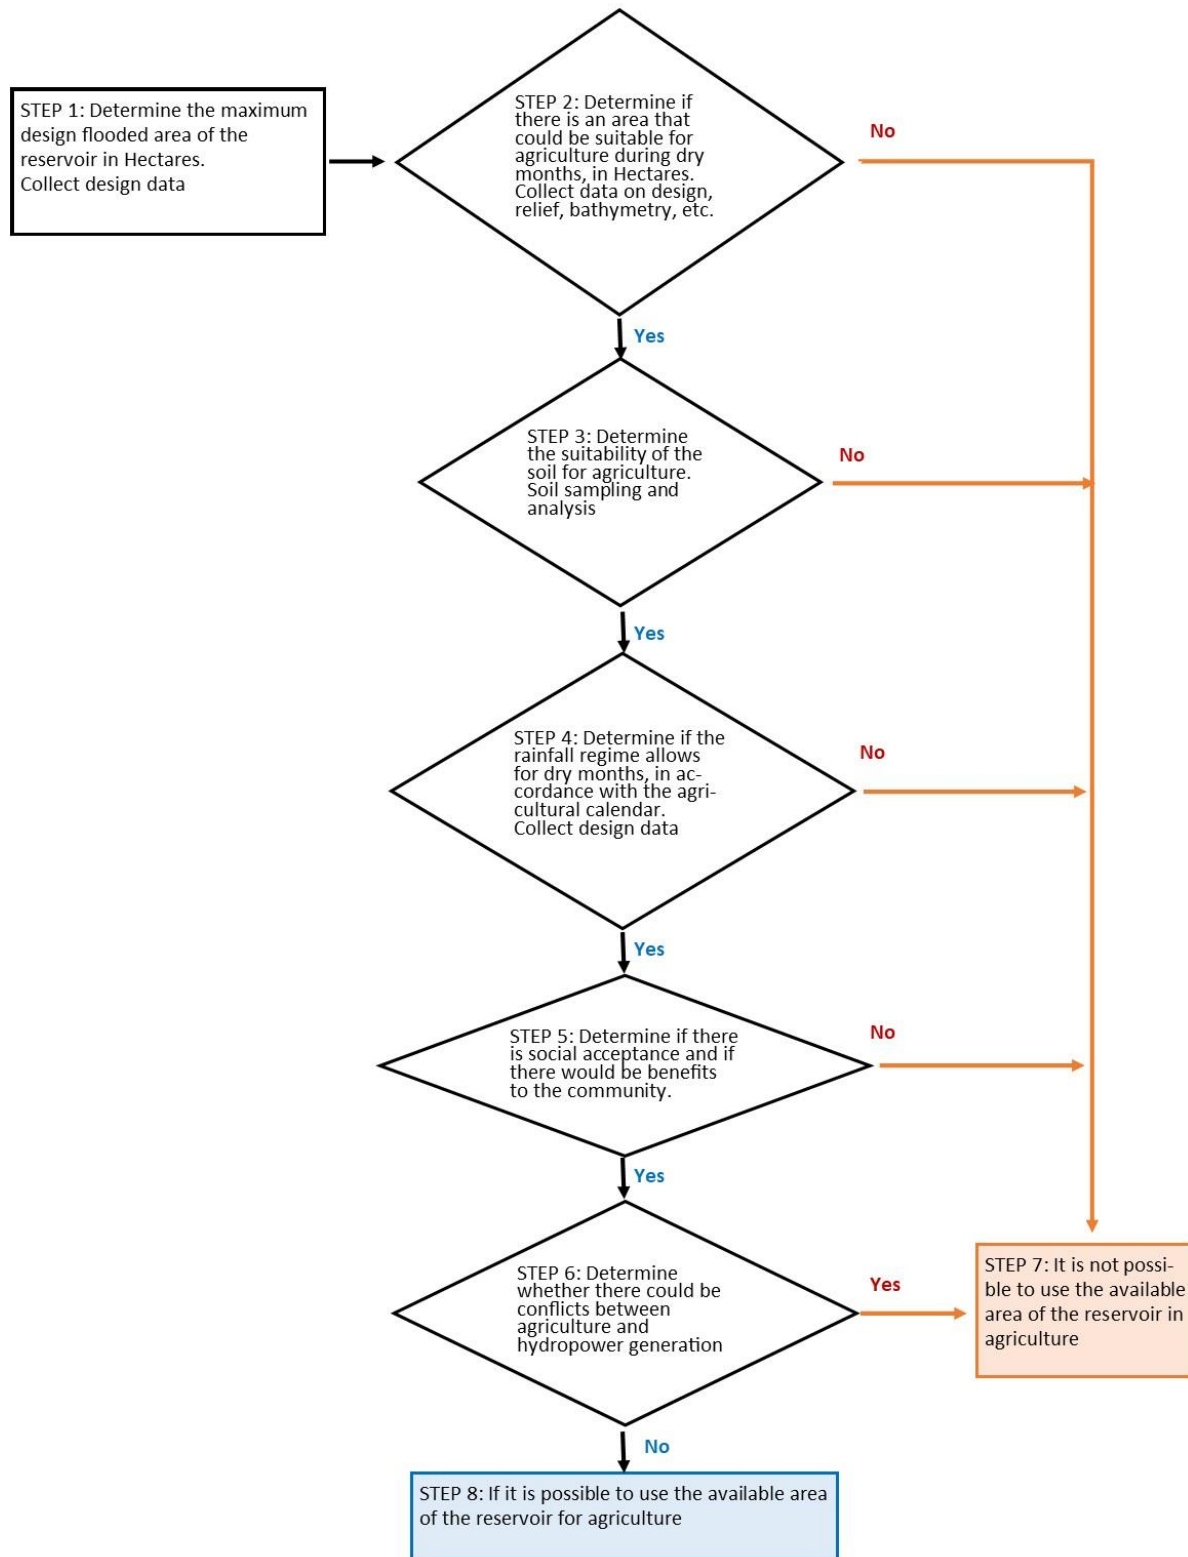 STEP 1: Determine the maximum
design flooded area of the
reservoir in Hectares.
Collect design data
STEP 2: Determine if
there is an area that
could be suitable for
agriculture during dry
months, in Hectares.
Collect data on design,
relief, bathymetry, etc.
No
Yes
STEP 3: Determine
the suitability of the
soil for agriculture.
Soil sampling and
analysis
No
Yes
STEP 4: Determine if the
rainfall regime allows
for dry months, in ac-
cordance with the agri-
cultural calendar.
Collect design data
No
Yes
STEP 5: Determine if there
is social acceptance and if
there would be benefits
to the community.
No
Yes
STEP 6: Determine
whether there could be
conflicts between
agriculture and
hydropower generation
Yes
STEP 7: It is not possi-
ble to use the available
area of the reservoir in
agriculture
No
STEP 8: If it is possible to use the available area
of the reservoir for agriculture